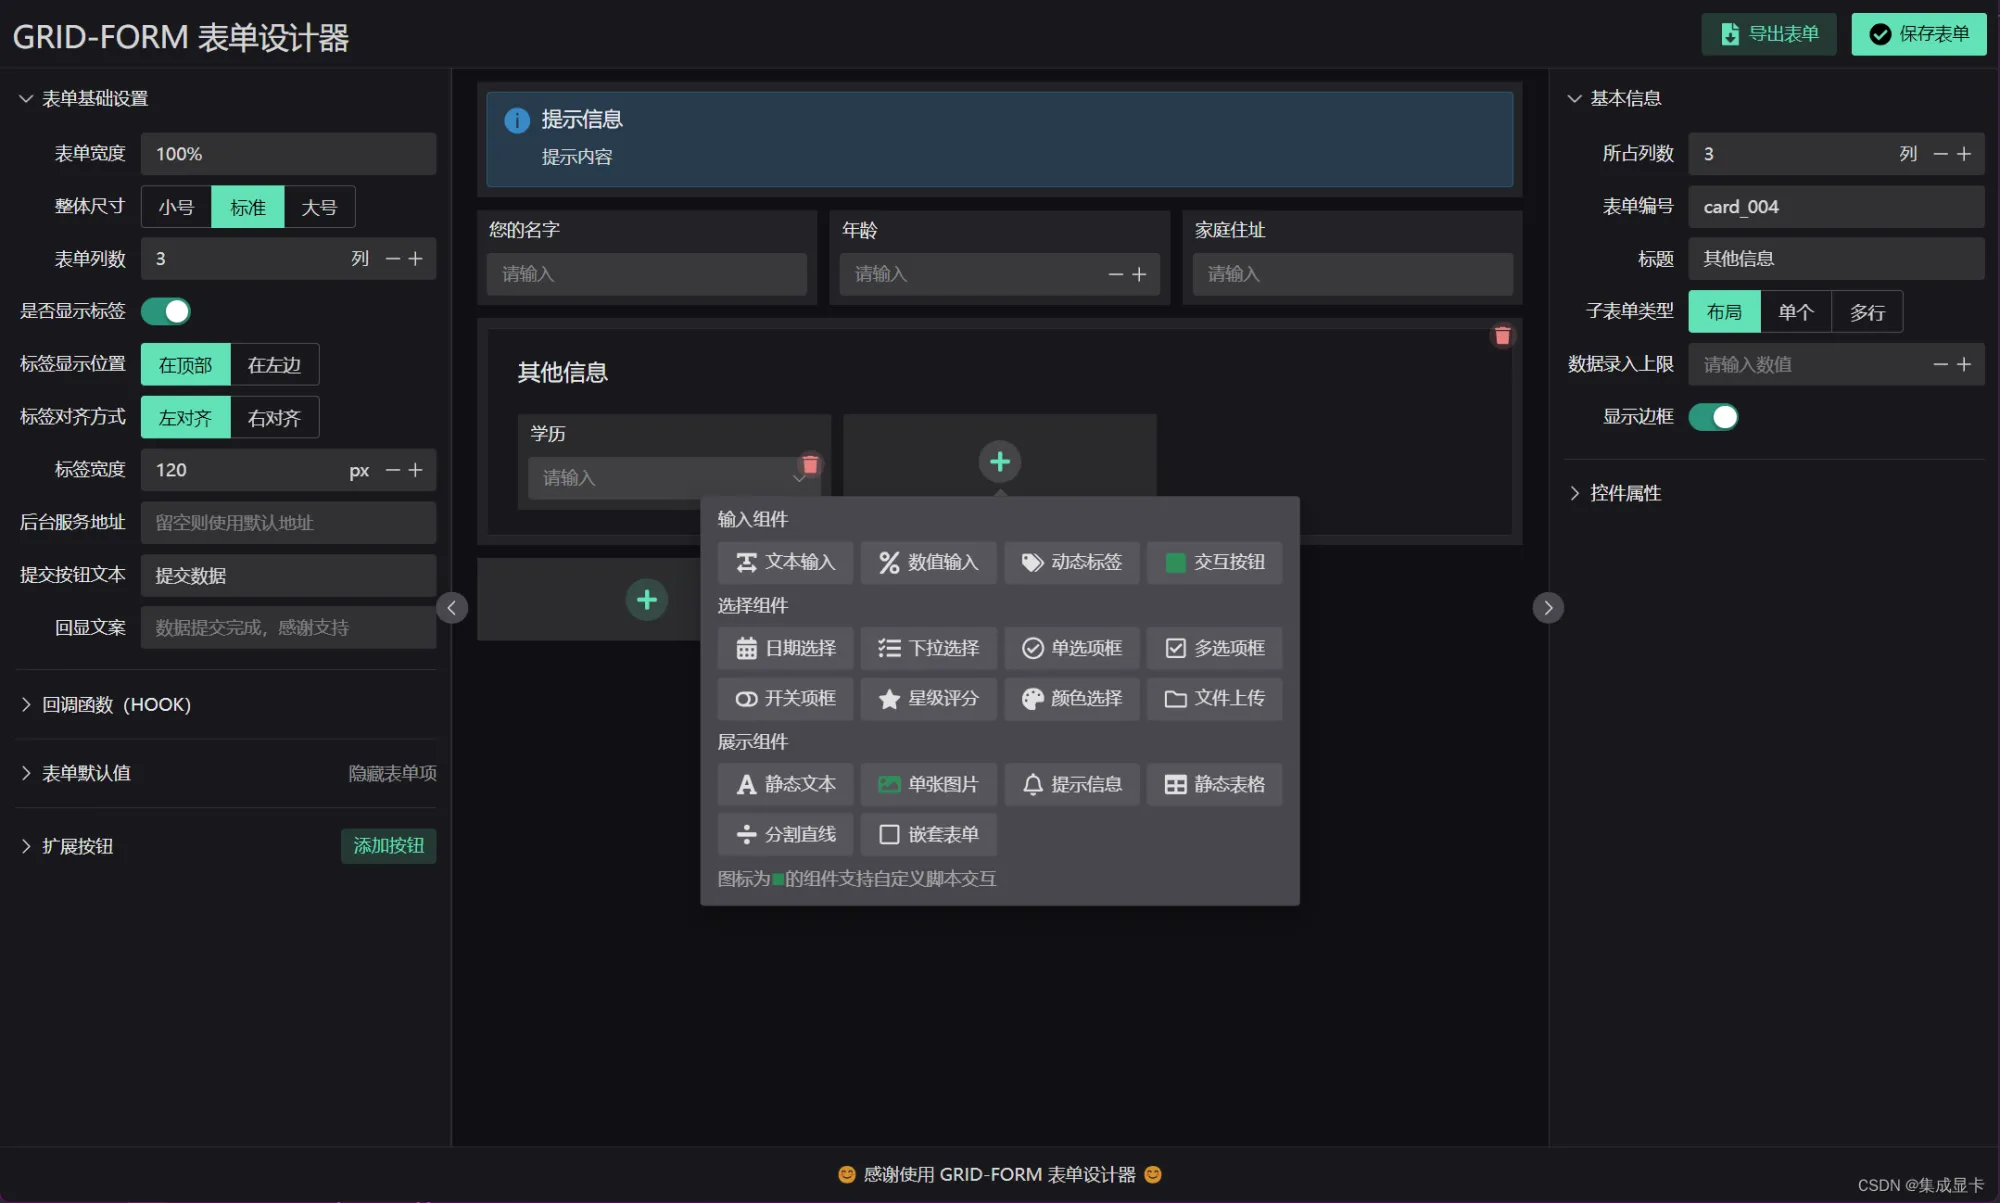 GRID-FORM 表单设计器
导出表单
保存表单
表单基础设置
表单宽度 100%
整体尺寸 小号 标准 大号
表单列数 3 列
是否显示标签
标签显示位置 在顶部 在左边
标签对齐方式 左对齐 右对齐
标签宽度 120 px
后台服务地址 留空则使用默认地址
提交按钮文本 提交数据
回显文案 数据提交完成，感谢支持
回调函数（HOOK）
表单默认值 隐藏表单项
扩展按钮 添加按钮
提示信息
提示内容
您的名字 年龄 家庭住址
请输入 请输入 请输入
其他信息
学历
请输入
输入组件
文本输入 数值输入 动态标签 交互按钮
选择组件
日期选择 下拉选择 单选项框 多选项框
开关项框 星级评分 颜色选择 文件上传
展示组件
静态文本 单张图片 提示信息 静态表格
分割直线 嵌套表单
图标为的组件支持自定义脚本交互
基本信息
所占列数 3 列
表单编号 card_004
标题 其他信息
子表单类型 布局 单个 多行
数据录入上限 请输入数值
显示边框
控件属性
😊 感谢使用 GRID-FORM 表单设计器 😊
CSDN @集成显卡